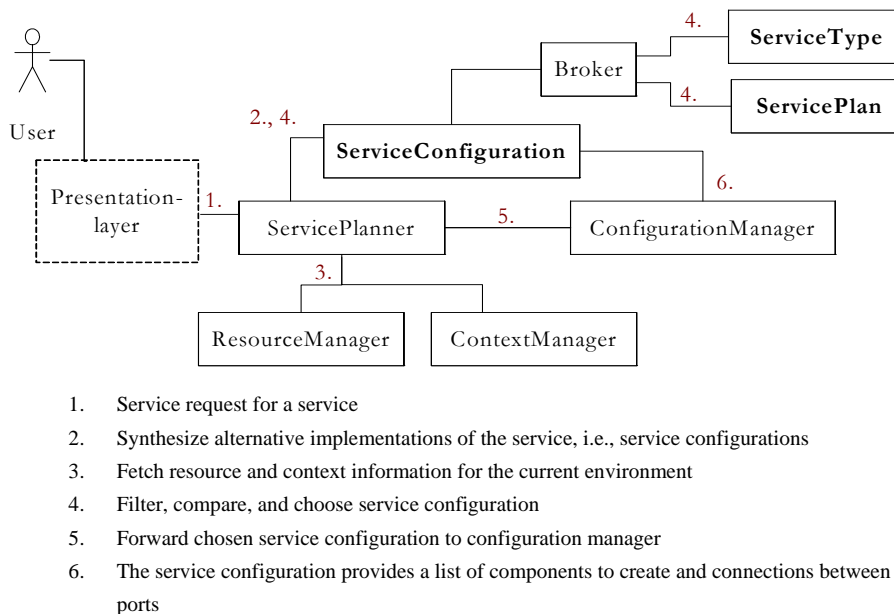 4.
ServiceType
Broker
4.
ServicePlan
User
2., 4.
ServiceConfiguration
6.
Presentation-
layer
1.
ServicePlanner
5.
ConfigurationManager
3.
ResourceManager
ContextManager
1. Service request for a service
2. Synthesize alternative implementations of the service, i.e., service configurations
3. Fetch resource and context information for the current environment
4. Filter, compare, and choose service configuration
5. Forward chosen service configuration to configuration manager
6. The service configuration provides a list of components to create and connections between
ports